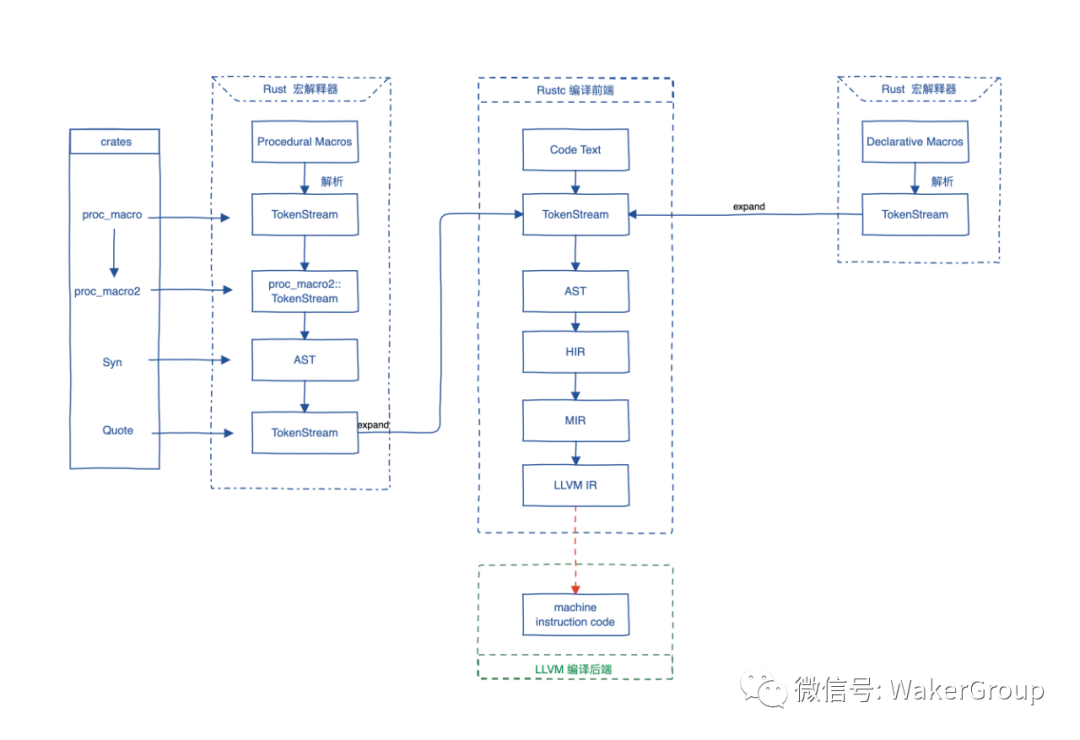 crates
proc_macro
proc_macro2
Syn
Quote
Rust 宏解释器
Procedural Macros
解析
TokenStream
proc_macro2::
TokenStream
AST
TokenStream
expand
Rustc 编译前端
Code Text
TokenStream
AST
HIR
MIR
LLVM IR
machine
instruction code
LLVM 编译后端
expand
Rust 宏解释器
Declarative Macros
解析
TokenStream
微信号: WakerGroup